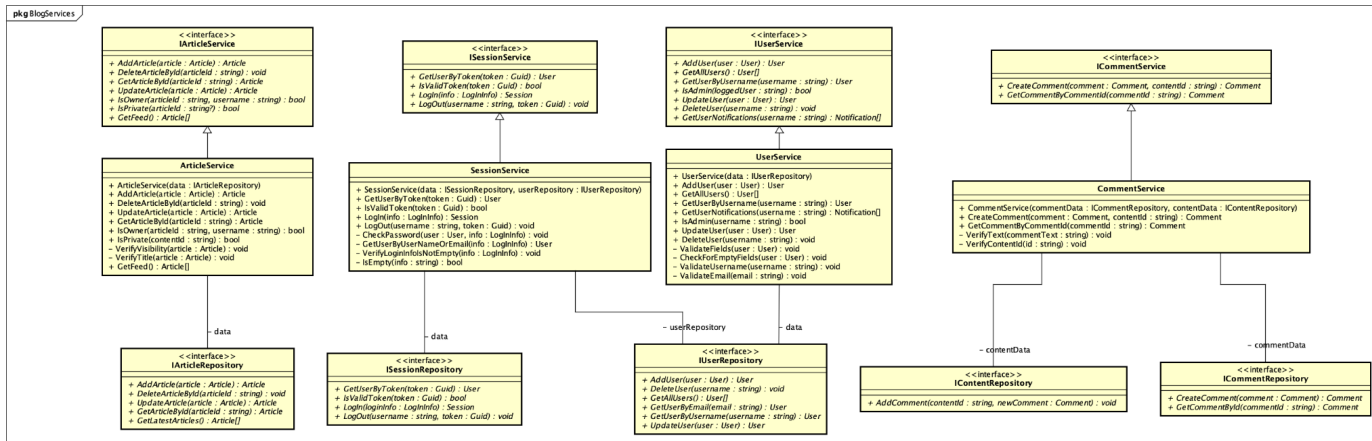 pkg BlogServices
<<interface>>
IArticleService
+ AddArticle(article : Article) : Article
+ DeleteArticleById(articleId : string) : void
+ GetArticleById(articleId : string) : Article
+ UpdateArticle(article : Article) : Article
+ IsOwner(articleId : string, username : string) : bool
+ IsPrivate(articleId : string?) : bool
+ GetFeed() : Article[]
<<interface>>
ISessionService
+ GetUserByToken(token : Guid) : User
+ IsValidToken(token : Guid) : bool
+ LogIn(info : LogInInfo) : Session
+ LogOut(username : string, token : Guid) : void
<<interface>>
IUserService
+ AddUser(user : User) : User
+ GetAllUsers() : User[]
+ GetUserByUsername(username : string) : User
+ IsAdmin(loggedUser : string) : bool
+ UpdateUser(user : User) : User
+ DeleteUser(username : string) : void
+ GetUserNotifications(username : string) : Notification[]
<<interface>>
ICommentService
+ CreateComment(comment : Comment, contentId : string) : Comment
+ GetCommentByCommentId(commentId : string) : Comment
ArticleService
+ ArticleService(data : IArticleRepository)
+ AddArticle(article : Article) : Article
+ DeleteArticleById(articleId : string) : void
+ UpdateArticle(article : Article) : Article
+ GetArticleById(articleId : string) : Article
+ IsOwner(articleId : string, username : string) : bool
+ IsPrivate(contentId : string) : bool
− VerifyVisibility(article : Article) : void
− VerifyTitle(article : Article) : void
+ GetFeed() : Article[]
SessionService
+ SessionService(data : ISessionRepository, userRepository : IUserRepository)
+ GetUserByToken(token : Guid) : User
+ IsValidToken(token : Guid) : bool
+ LogIn(info : LogInInfo) : Session
+ LogOut(username : string, token : Guid) : void
− CheckPassword(user : User, info : LogInInfo) : void
− GetUserByUserNameOrEmail(info : LogInInfo) : User
− VerifyLoginInfoIsNotEmpty(info : LogInInfo) : void
− IsEmpty(info : string) : bool
UserService
+ UserService(data : IUserRepository)
+ AddUser(user : User) : User
+ GetAllUsers() : User[]
+ GetUserByUsername(username : string) : User
+ GetUserNotifications(username : string) : Notification[]
+ IsAdmin(username : string) : bool
+ UpdateUser(user : User) : User
+ DeleteUser(username : string) : void
− ValidateFields(user : User) : void
− CheckForEmptyFields(user : User) : void
− ValidateUsername(username : string) : void
− ValidateEmail(email : string) : void
CommentService
+ CommentService(commentData : ICommentRepository, contentData : IContentRepository)
+ CreateComment(comment : Comment, contentId : string) : Comment
+ GetCommentByCommentId(commentId : string) : Comment
− VerifyText(commentText : string) : void
− VerifyContentId(id : string) : void
− data
− data
− userRepository
− data
− contentData
− commentData
<<interface>>
IArticleRepository
+ AddArticle(article : Article) : Article
+ DeleteArticleById(articleId : string) : void
+ UpdateArticle(article : Article) : Article
+ GetArticleById(articleId : string) : Article
+ GetLatestArticles() : Article[]
<<interface>>
ISessionRepository
+ GetUserByToken(token : Guid) : User
+ IsValidToken(token : Guid) : bool
+ LogIn(loginInfo : LogInInfo) : Session
+ LogOut(username : string, token : Guid) : void
<<interface>>
IUserRepository
+ AddUser(user : User) : User
+ DeleteUser(username : string) : void
+ GetAllUsers() : User[]
+ GetUserByEmail(email : string) : User
+ GetUserByUsername(username : string) : User
+ UpdateUser(user : User) : User
<<interface>>
IContentRepository
+ AddComment(contentId : string, newComment : Comment) : void
<<interface>>
ICommentRepository
+ CreateComment(comment : Comment) : Comment
+ GetCommentById(commentId : string) : Comment